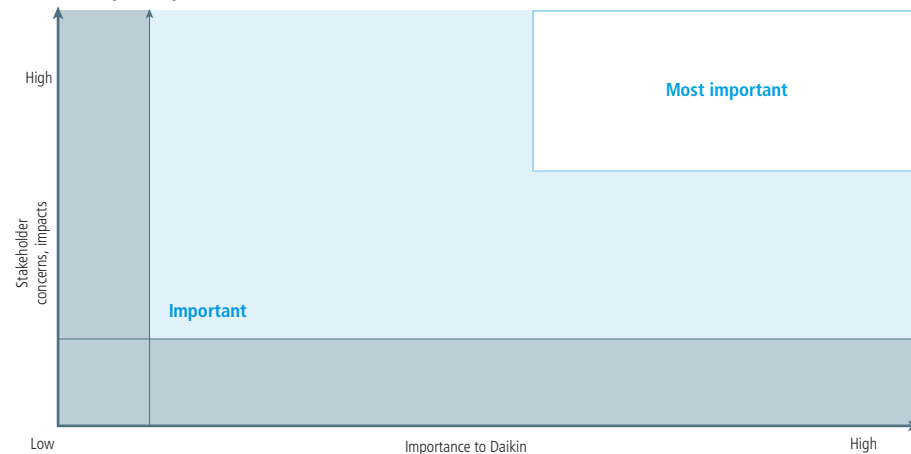 High
Most important
Stakeholder
concerns, impacts
Important
Low
Importance to Daikin
High